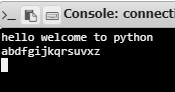 Console: connecti
hello welcome to python
abdfgijkqrsuvxz